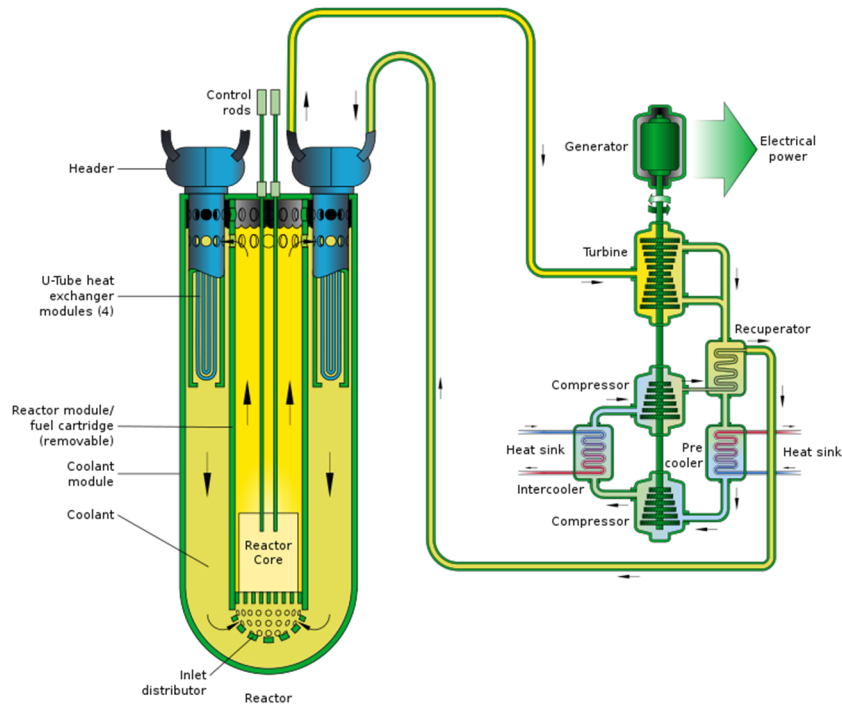 Control
rods
Header
U-Tube heat
exchanger
modules (4)
Reactor module/
fuel cartridge
(removable)
Coolant
module
Coolant
Reactor
Core
Inlet
distributor
Reactor
Generator
Electrical
power
Turbine
Recuperator
Compressor
Heat sink
Pre
cooler
Heat sink
Intercooler
Compressor